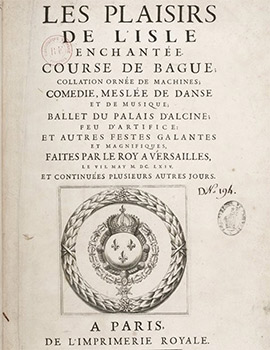 LES PLAISIRS
DE L'ISLE
ENCHANTÉE
COURSE DE BAGUE;
COLLATION ORNÉE DE MACHINES;
COMEDIE, MESLÉE DE DANSE
ET DE MUSIQUE;
BALLET DU PALAIS D'ALCINE;
FEU D'ARTIFICE:
ET AUTRES FESTES GALANTES
ET MAGNIFIQUES,
FAITES PAR LE ROY A VERSAILLES,
LE VII. MAY M. DC. LXIV.
ET CONTINUÉES PLUSIEURS AUTRES JOURS.
DN.º 194.
A PARIS,
DE L'IMPRIMERIE ROYALE.